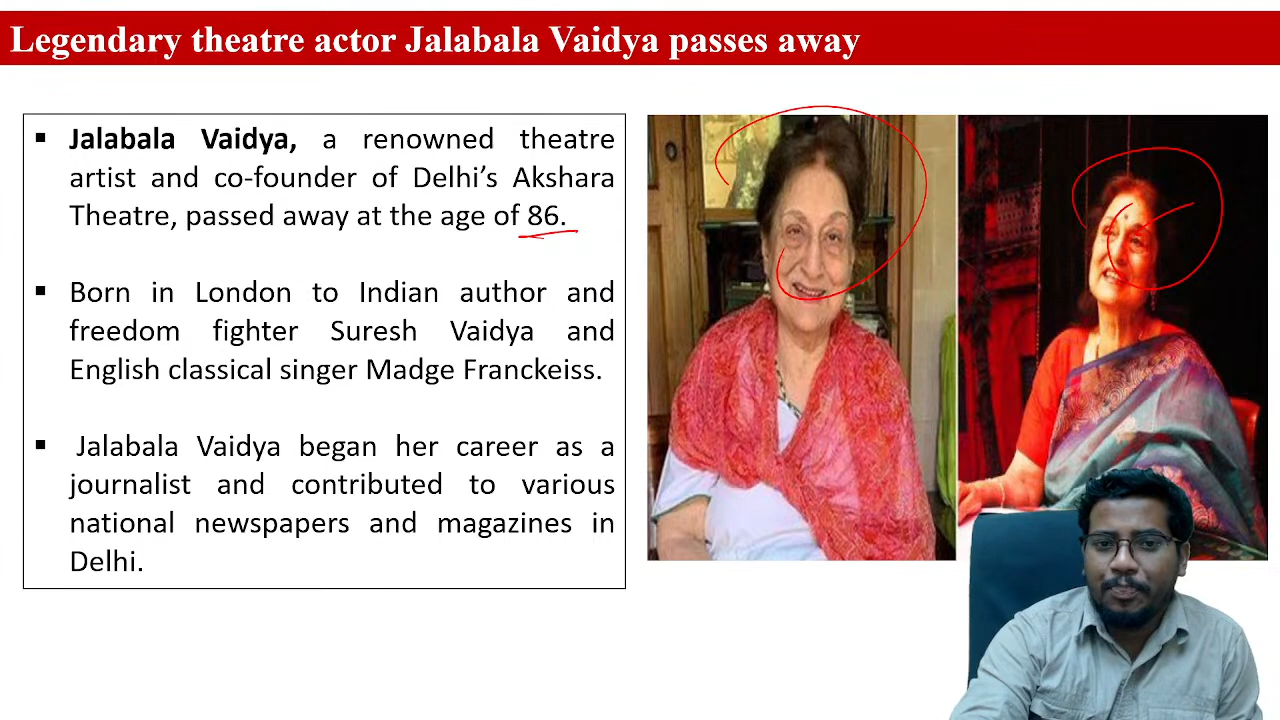 Legendary theatre actor Jalabala Vaidya passes away
▪ Jalabala Vaidya, a renowned theatre
artist and co-founder of Delhi’s Akshara
Theatre, passed away at the age of 86.
▪ Born in London to Indian author and
freedom fighter Suresh Vaidya and
English classical singer Madge Franckeiss.
▪ Jalabala Vaidya began her career as a
journalist and contributed to various
national newspapers and magazines in
Delhi.